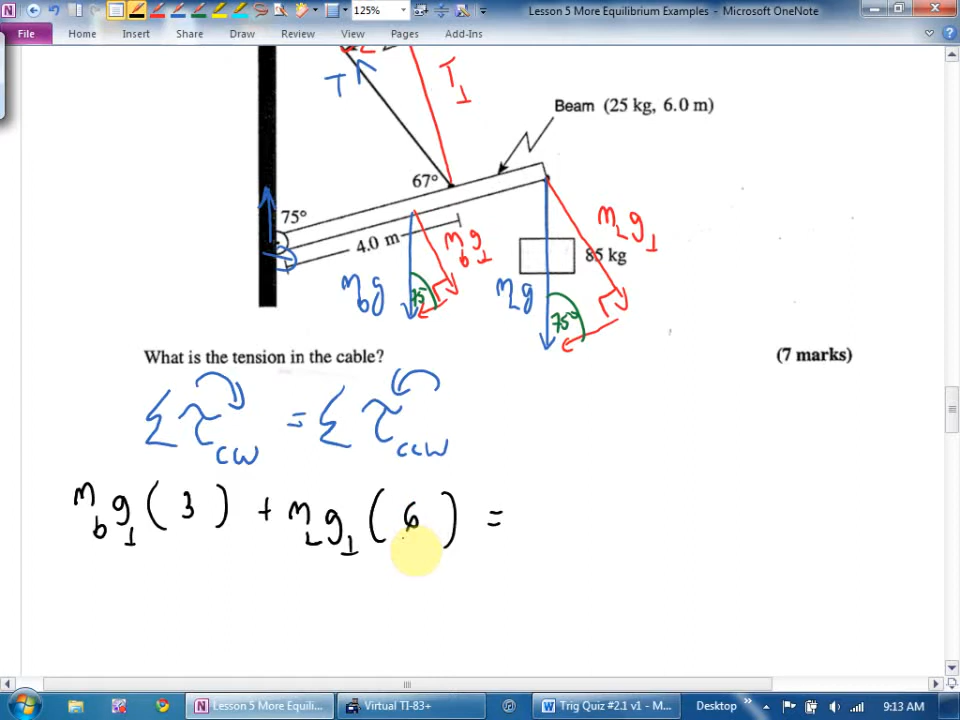 Lesson 5 More Equilibrium Examples - Microsoft OneNote
125%
File Home Insert Share Draw Review View Pages Add-Ins
T
T⊥
Beam (25 kg, 6.0 m)
67°
75°
4.0 m
m_b g⊥
m_L g⊥
85 kg
m_b g
75
m_L g
75°
What is the tension in the cable?
(7 marks)
Στ_cw = Στ_ccw
m_b g⊥ (3) + m_L g⊥ (6) =
Lesson 5 More Equili...
Virtual TI-83+
Trig Quiz #2.1 v1 - M...
Desktop
9:13 AM